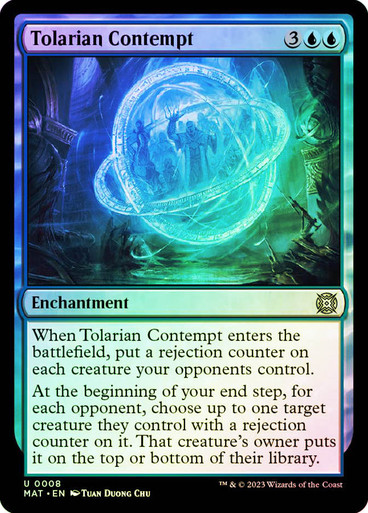 Tolarian Contempt 3
Enchantment
When Tolarian Contempt enters the
battlefield, put a rejection counter on
each creature your opponents control.
At the beginning of your end step, for
each opponent, choose up to one target
creature they control with a rejection
counter on it. That creature's owner puts
it on the top or bottom of their library.
U 0008
MAT • EN Tuan Duong Chu
™ & © 2023 Wizards of the Coast